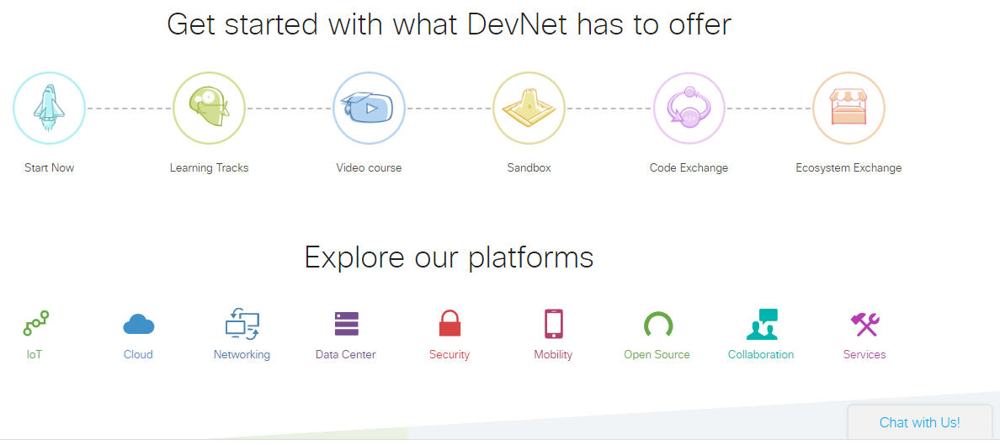 Get started with what DevNet has to offer
Start Now
Learning Tracks
Video course
Sandbox
Code Exchange
Ecosystem Exchange
Explore our platforms
IoT
Cloud
Networking
Data Center
Security
Mobility
Open Source
Collaboration
Services
Chat with Us!